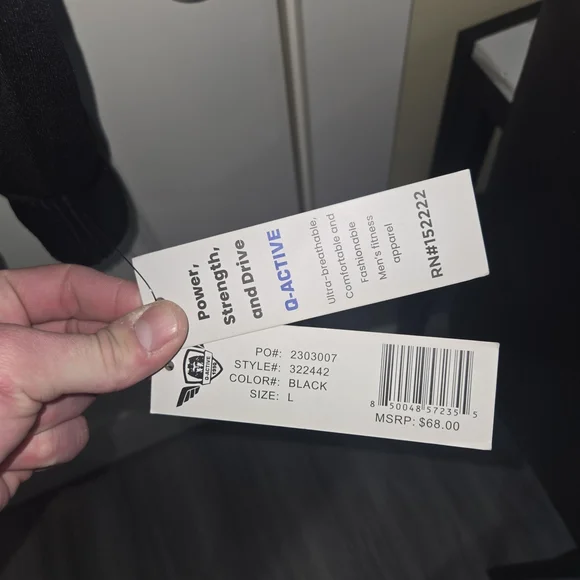 Power,
Strength,
and Drive
Q-ACTIVE
Ultra-breathable,
Comfortable and
Fashionable
Men's fitness
apparel
RN#152222
Q-ACTIVE
PO#: 2303007
STYLE#: 322442
COLOR#: BLACK
SIZE: L
8 50048 57235 5
MSRP: $68.00